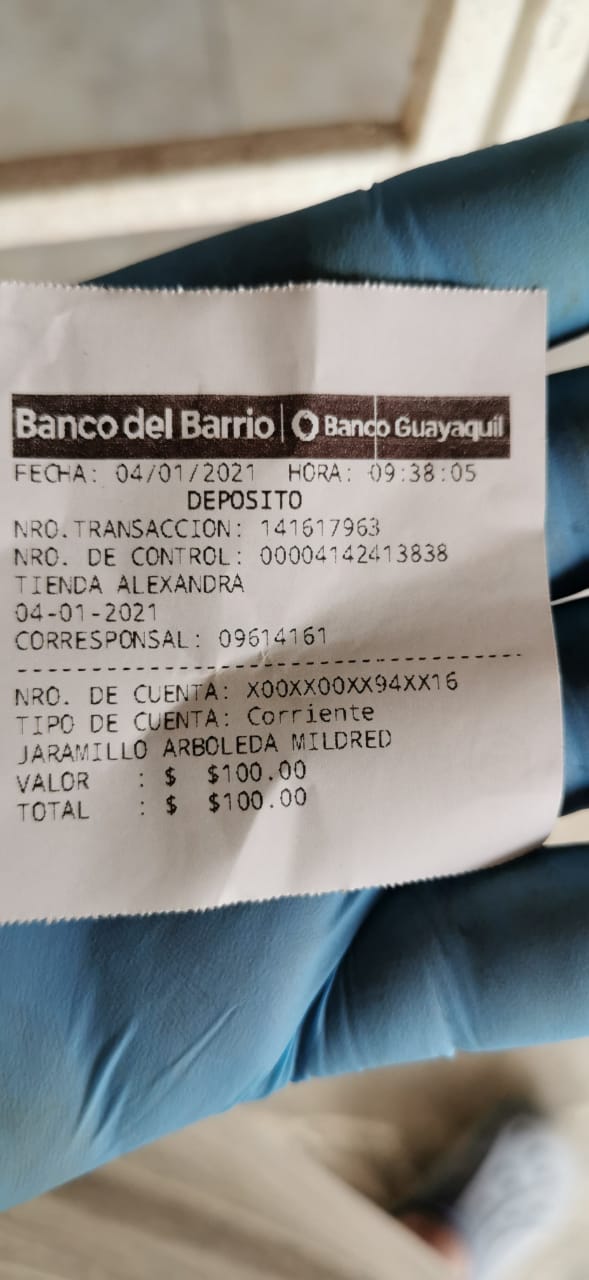 Banco del Barrio | Banco Guayaquil
FECHA: 04/01/2021 HORA: 09:38:05
DEPOSITO
NRO.TRANSACCION: 141617963
NRO. DE CONTROL: 00004142413838
TIENDA ALEXANDRA
04-01-2021
CORRESPONSAL: 09614161
NRO. DE CUENTA: X00XX00XX94XX16
TIPO DE CUENTA: Corriente
JARAMILLO ARBOLEDA MILDRED
VALOR : $ $100.00
TOTAL : $ $100.00